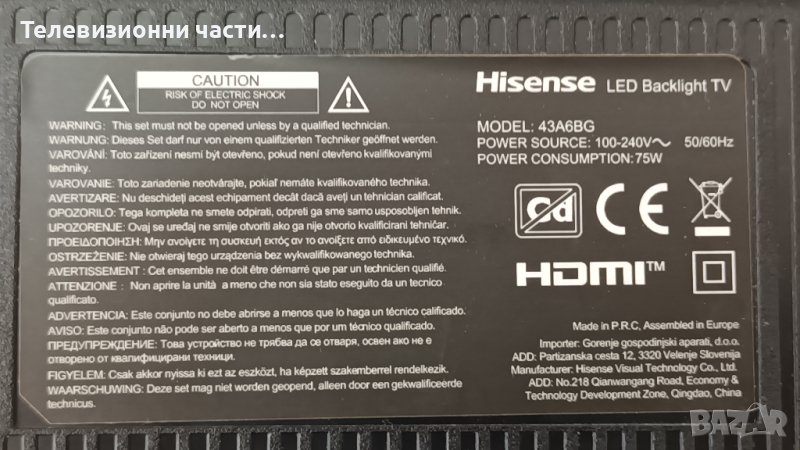 Телевизионни части...
CAUTION
RISK OF ELECTRIC SHOCK
DO NOT OPEN
WARNING: This set must not be opened unless by a qualified technician.
WARNUNG: Dieses Set darf nur von einem qualifizierten Techniker geöffnet werden.
VAROVÁNÍ: Toto zařízení nesmí být otevřeno, pokud není otevřeno kvalifikovanými
techniky.
VAROVANIE: Toto zariadenie neotvárajte, pokiaľ nemáte kvalifikovaného technika.
AVERTIZARE: Nu deschideți acest echipament decât dacă aveți un tehnician calificat.
OPOZORILO: Tega kompleta ne smete odpirati, odpreti ga sme samo usposobljen tehnik.
UPOZORENJE: Ovaj se uređaj ne smije otvoriti ako ga nije otvorio kvalificirani tehničar.
ΠΡΟΕΙΔΟΠΟΙΗΣΗ: Μην ανοίγετε τη συσκευή εκτός αν το ανοίξετε από ειδικευμένο τεχνικό.
OSTRZEŻENIE: Nie otwieraj tego urządzenia bez wykwalifikowanego technika.
AVERTISSEMENT : Cet ensemble ne doit être démarré que par un technicien qualifié.
ATTENZIONE : Non aprire la unità a meno che non sia stato eseguito da un tecnico
qualificato.
ADVERTENCIA: Este conjunto no debe abrirse a menos que lo haga un técnico calificado.
AVISO: Este conjunto não pode ser aberto a menos que por um técnico qualificado.
ПРЕДУПРЕЖДЕНИЕ: Това устройство не трябва да се отваря, освен ако не е
отворено от квалифицирани техници.
FIGYELEM: Csak akkor nyissa ki ezt az eszközt, ha képzett szakemberrel rendelkezik.
WAARSCHUWING: Deze set mag niet worden geopend, alleen door een gekwalificeerde
technicus.
Hisense LED Backlight TV
MODEL: 43A6BG
POWER SOURCE: 100-240V~ 50/60Hz
POWER CONSUMPTION: 75W
Cd CE
HDMI™
Made in P.R.C, Assembled in Europe
Importer: Gorenje gospodinjski aparati, d.o.o.
ADD: Partizanska cesta 12, 3320 Velenje Slovenija
Manufacturer: Hisense Visual Technology Co., Ltd.
ADD: No.218 Qianwangang Road, Economy &
Technology Development Zone, Qingdao, China
BAZAR